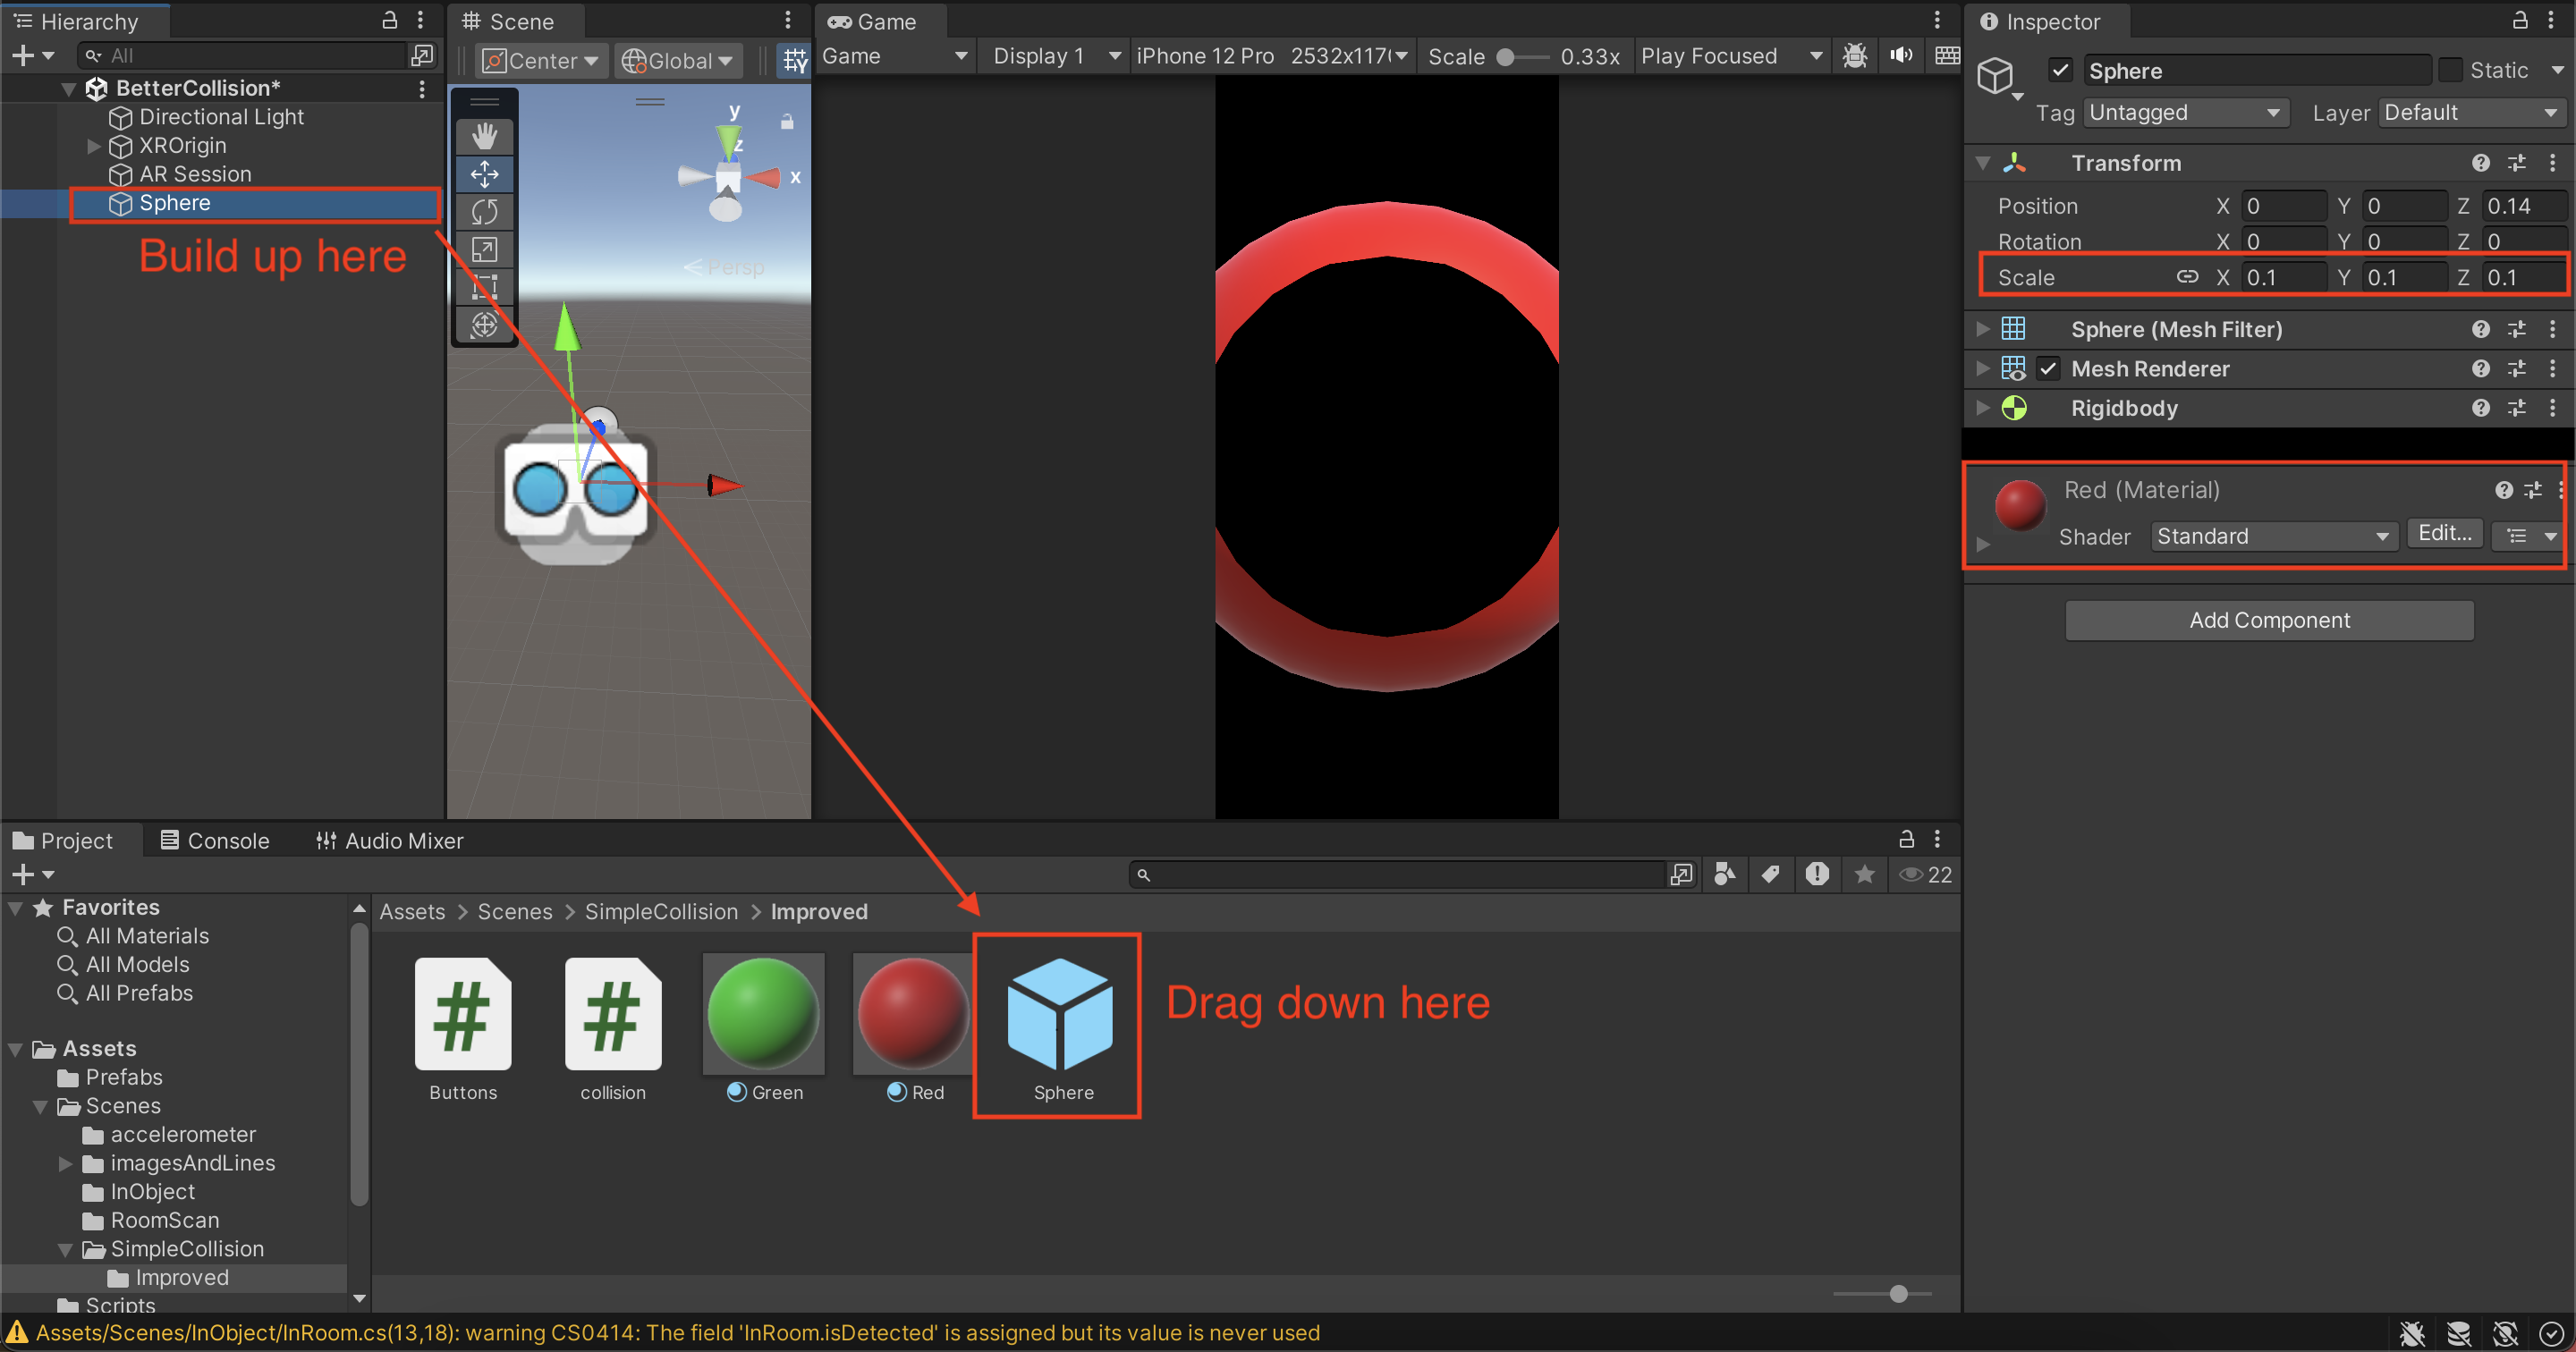 Hierarchy
All
BetterCollision*
Directional Light
XROrigin
AR Session
Sphere
Build up here
Scene
Center
Global
y
z
x
Persp
Game
Game
Display 1
iPhone 12 Pro
2532x117(
Scale
0.33x
Play Focused
Inspector
Sphere
Static
Tag
Untagged
Layer
Default
Transform
Position
X
0
Y
0
Z
0.14
Rotation
X
0
Y
0
Z
0
Scale
X
0.1
Y
0.1
Z
0.1
Sphere (Mesh Filter)
Mesh Renderer
Rigidbody
Red (Material)
Shader
Standard
Edit...
Add Component
Project
Console
Audio Mixer
22
Favorites
All Materials
All Models
All Prefabs
Assets
Prefabs
Scenes
accelerometer
imagesAndLines
InObject
RoomScan
SimpleCollision
Improved
Scripts
Assets > Scenes > SimpleCollision > Improved
#
Buttons
#
collision
Green
Red
Sphere
Drag down here
Assets/Scenes/InObject/InRoom.cs(13,18): warning CS0414: The field 'InRoom.isDetected' is assigned but its value is never used